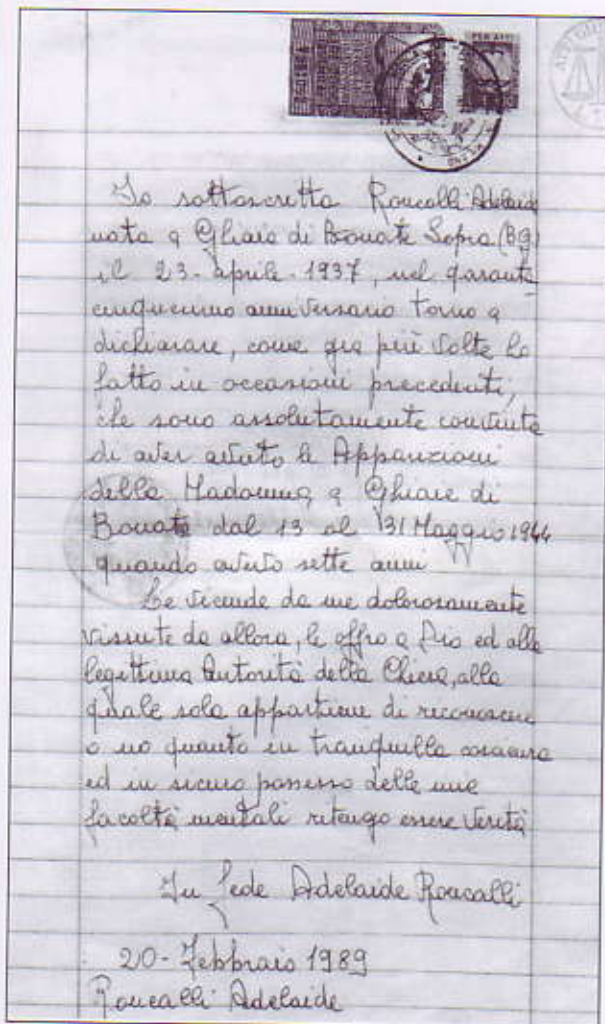 PER ATTI
Io sottoscritta Roncalli Adelaide
nata a Ghiaie di Bonate Sopra (BG)
il 23 - aprile - 1937, nel quarante
cinquesimo anniversario torno a
dichiarare, come già più volte ho
fatto in occasioni precedenti,
che sono assolutamente convinta
di aver avuto le Apparizioni
della Madonna, a Ghiaie di
Bonate dal 13 al 31 Maggio 1944
quando avevo sette anni
Le vicende da me dolorosamente
vissute da allora, le offro a Dio ed alla
legittima Autorità della Chiesa, alla
quale sola appartiene di riconoscere
o no quanto in tranquilla coscienza
ed in sicuro possesso delle mie
facoltà mentali ritengo essere Verità
In fede Adelaide Roncalli
20 - Febbraio 1989
Roncalli Adelaide